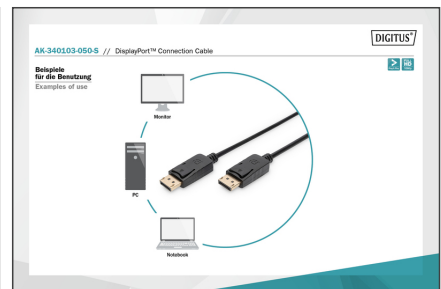 DIGITUS®
AK-340103-050-S // DisplayPort™ Connection Cable
Beispiele
für die Benutzung
Examples of use
Monitor
PC
Notebook